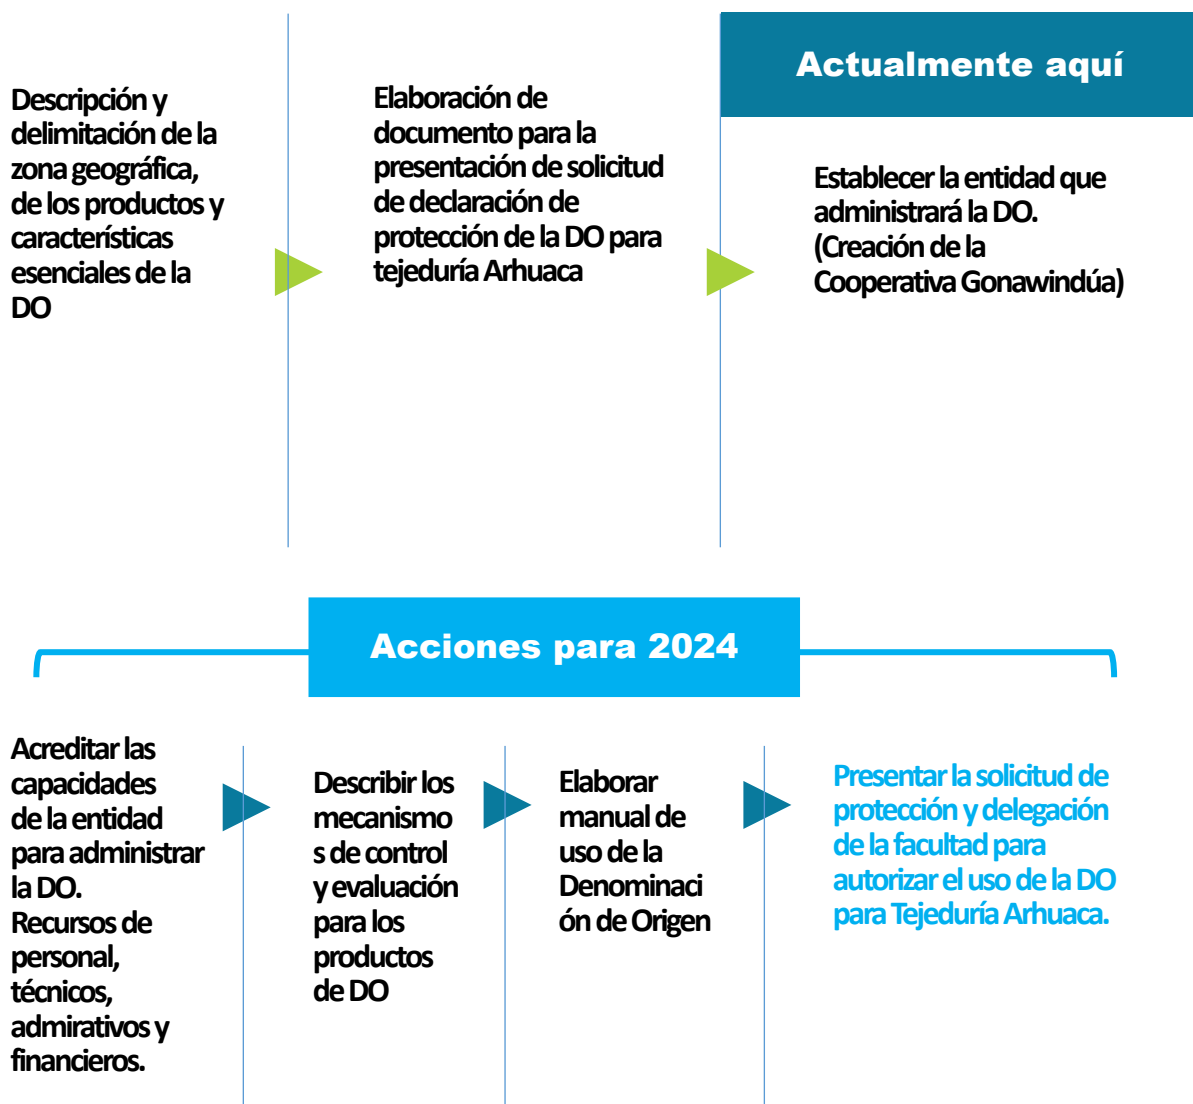 Descripción y
delimitación de la
zona geográfica,
de los productos y
características
esenciales de la
DO
Elaboración de
documento para la
presentación de solicitud
de declaración de
protección de la DO para
tejeduría Arhuaca
Actualmente aquí
Establecer la entidad que
administrará la DO.
(Creación de la
Cooperativa Gonawindúa)
Acciones para 2024
Acreditar las
capacidades
de la entidad
para administrar
la DO.
Recursos de
personal,
técnicos,
admirativos y
financieros.
Describir los
mecanismo
s de control
y evaluación
para los
productos
de DO
Elaborar
manual de
uso de la
Denominaci
ón de Origen
Presentar la solicitud de
protección y delegación
de la facultad para
autorizar el uso de la DO
para Tejeduría Arhuaca.